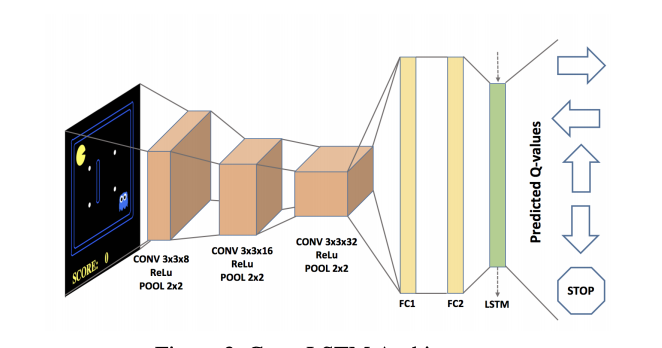 SCORE: 0
CONV 3x3x8
ReLu
POOL 2x2
CONV 3x3x16
ReLu
POOL 2x2
CONV 3x3x32
ReLu
POOL 2x2
FC1
FC2
LSTM
Predicted Q-values
STOP